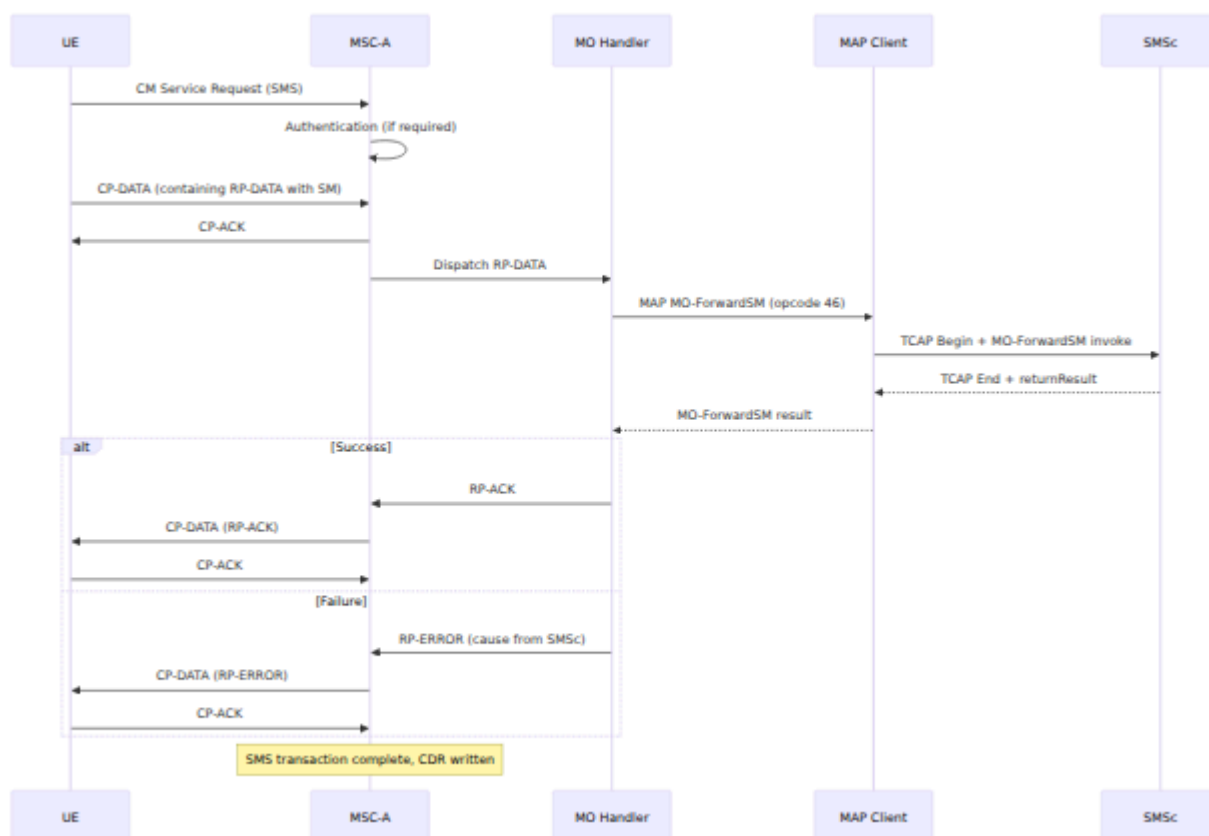 UE
MSC-A
MO Handler
MAP Client
SMSc
CM Service Request (SMS)
Authentication (if required)
CP-DATA (containing RP-DATA with SM)
CP-ACK
Dispatch RP-DATA
MAP MO-ForwardSM (opcode 46)
TCAP Begin + MO-ForwardSM invoke
TCAP End + returnResult
MO-ForwardSM result
alt
[Success]
RP-ACK
CP-DATA (RP-ACK)
CP-ACK
[Failure]
RP-ERROR (cause from SMSc)
CP-DATA (RP-ERROR)
CP-ACK
SMS transaction complete, CDR written
UE
MSC-A
MO Handler
MAP Client
SMSc